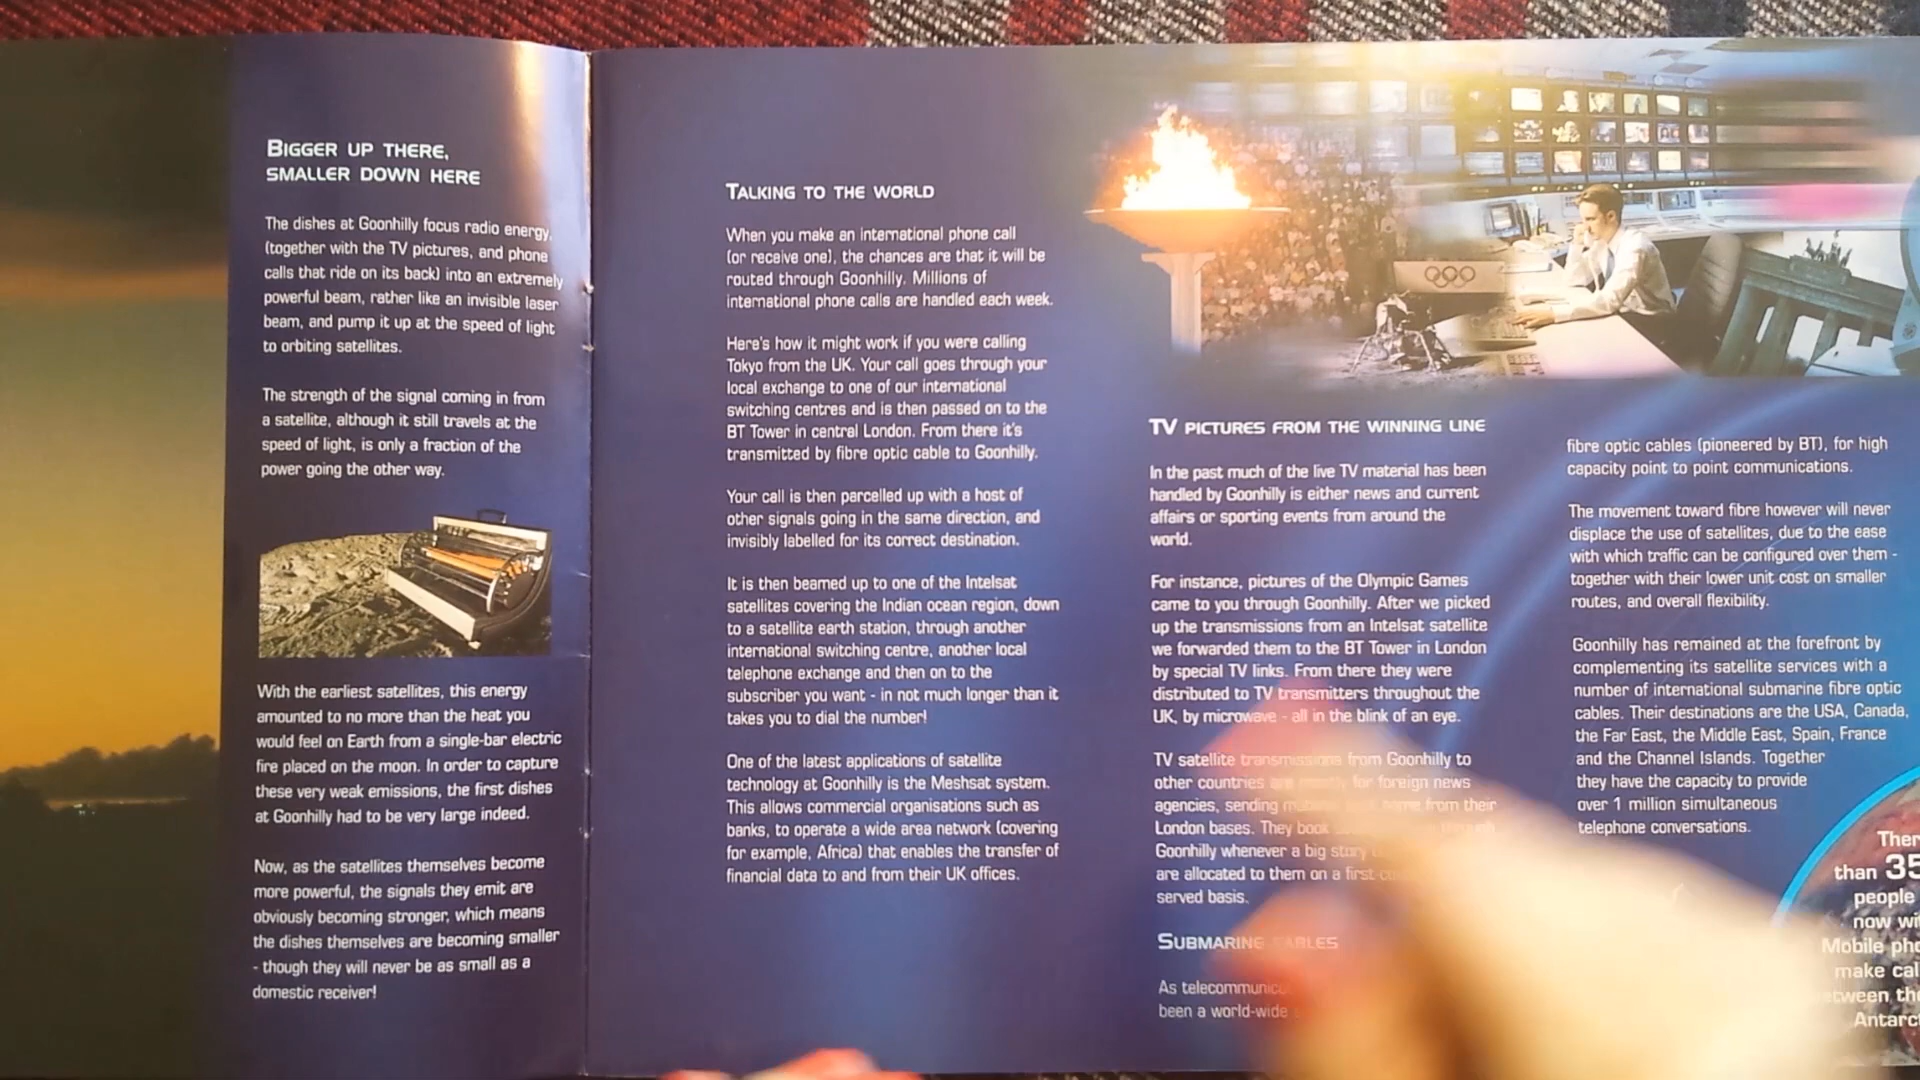 BIGGER UP THERE,
SMALLER DOWN HERE
The dishes at Goonhilly focus radio energy,
(together with the TV pictures, and phone
calls that ride on its back) into an extremely
powerful beam, rather like an invisible laser
beam, and pump it up at the speed of light
to orbiting satellites.
The strength of the signal coming in from
a satellite, although it still travels at the
speed of light, is only a fraction of the
power going the other way.
With the earliest satellites, this energy
amounted to no more than the heat you
would feel on Earth from a single-bar electric
fire placed on the moon. In order to capture
these very weak emissions, the first dishes
at Goonhilly had to be very large indeed.
Now, as the satellites themselves become
more powerful, the signals they emit are
obviously becoming stronger, which means
the dishes themselves are becoming smaller
- though they will never be as small as a
domestic receiver!
TALKING TO THE WORLD
When you make an international phone call
(or receive one), the chances are that it will be
routed through Goonhilly. Millions of
international phone calls are handled each week.
Here's how it might work if you were calling
Tokyo from the UK. Your call goes through your
local exchange to one of our international
switching centres and is then passed on to the
BT Tower in central London. From there it's
transmitted by fibre optic cable to Goonhilly.
Your call is then parcelled up with a host of
other signals going in the same direction, and
invisibly labelled for its correct destination.
It is then beamed up to one of the Intelsat
satellites covering the Indian ocean region, down
to a satellite earth station, through another
international switching centre, another local
telephone exchange and then on to the
subscriber you want - in not much longer than it
takes you to dial the number!
One of the latest applications of satellite
technology at Goonhilly is the Meshsat system.
This allows commercial organisations such as
banks, to operate a wide area network (covering
for example, Africa) that enables the transfer of
financial data to and from their UK offices.
TV PICTURES FROM THE WINNING LINE
In the past much of the live TV material has been
handled by Goonhilly is either news and current
affairs or sporting events from around the
world.
For instance, pictures of the Olympic Games
came to you through Goonhilly. After we picked
up the transmissions from an Intelsat satellite
we forwarded them to the BT Tower in London
by special TV links. From there they were
distributed to TV transmitters throughout the
UK, by microwave - all in the blink of an eye.
TV satellite transmissions from Goonhilly to
other countries are mostly for foreign news
agencies, sending home from their
London bases. They book through
Goonhilly whenever a big story
are allocated to them on a first-
served basis.
SUBMARINE CABLES
As
been a world-wide
fibre optic cables (pioneered by BT), for high
capacity point to point communications.
The movement toward fibre however will never
displace the use of satellites, due to the ease
with which traffic can be configured over them -
together with their lower unit cost on smaller
routes, and overall flexibility.
Goonhilly has remained at the forefront by
complementing its satellite services with a
number of international submarine fibre optic
cables. Their destinations are the USA, Canada,
the Far East, the Middle East, Spain, France
and the Channel Islands. Together
they have the capacity to provide
over 1 million simultaneous
telephone conversations.
Ther
than 35
people
now wi
Mobile pho
make cal
etween the
Antarct